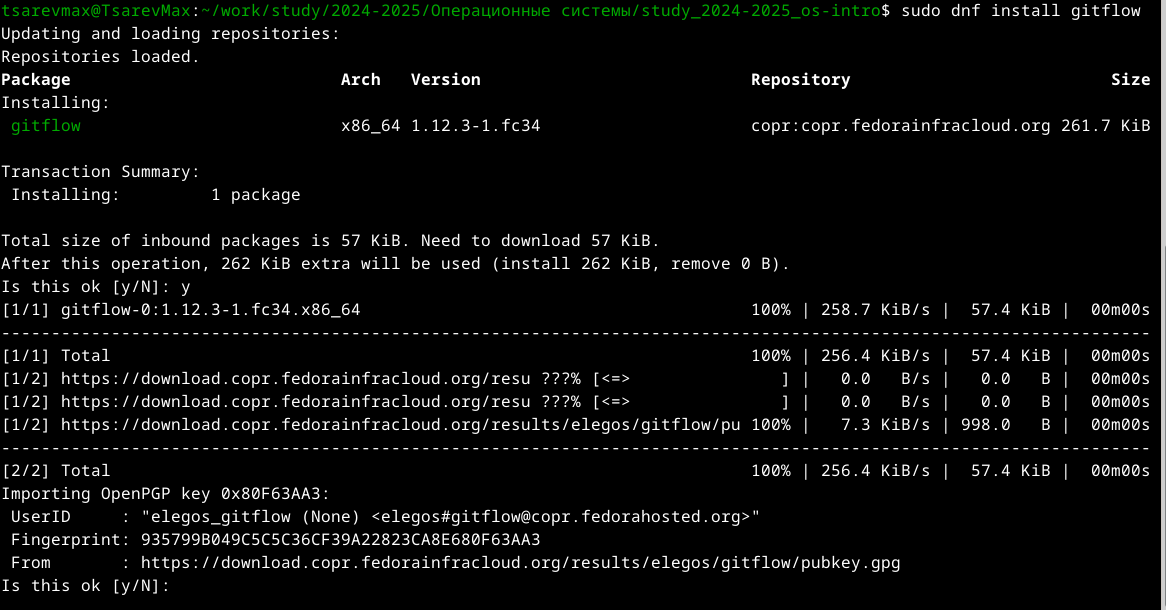 tsarevmax@TsarevMax:~/work/study/2024-2025/Операционные системы/study_2024-2025_os-intro$ sudo dnf install gitflow
Updating and loading repositories:
Repositories loaded.
Package                           Arch   Version                           Repository                          Size
Installing:
 gitflow                          x86_64 1.12.3-1.fc34                     copr:copr.fedorainfracloud.org 261.7 KiB

Transaction Summary:
 Installing:         1 package

Total size of inbound packages is 57 KiB. Need to download 57 KiB.
After this operation, 262 KiB extra will be used (install 262 KiB, remove 0 B).
Is this ok [y/N]: y
[1/1] gitflow-0:1.12.3-1.fc34.x86_64                                       100% | 258.7 KiB/s |  57.4 KiB |  00m00s
-------------------------------------------------------------------------------------------------------------------
[1/1] Total                                                                100% | 256.4 KiB/s |  57.4 KiB |  00m00s
[1/2] https://download.copr.fedorainfracloud.org/resu ???% [<=>               ] |   0.0   B/s |   0.0   B |  00m00s
[1/2] https://download.copr.fedorainfracloud.org/resu ???% [<=>               ] |   0.0   B/s |   0.0   B |  00m00s
[1/2] https://download.copr.fedorainfracloud.org/results/elegos/gitflow/pu 100% |   7.3 KiB/s | 998.0   B |  00m00s
-------------------------------------------------------------------------------------------------------------------
[2/2] Total                                                                100% | 256.4 KiB/s |  57.4 KiB |  00m00s
Importing OpenPGP key 0x80F63AA3:
 UserID     : "elegos_gitflow (None) <elegos#gitflow@copr.fedorahosted.org>"
 Fingerprint: 935799B049C5C5C36CF39A22823CA8E680F63AA3
 From       : https://download.copr.fedorainfracloud.org/results/elegos/gitflow/pubkey.gpg
Is this ok [y/N]: